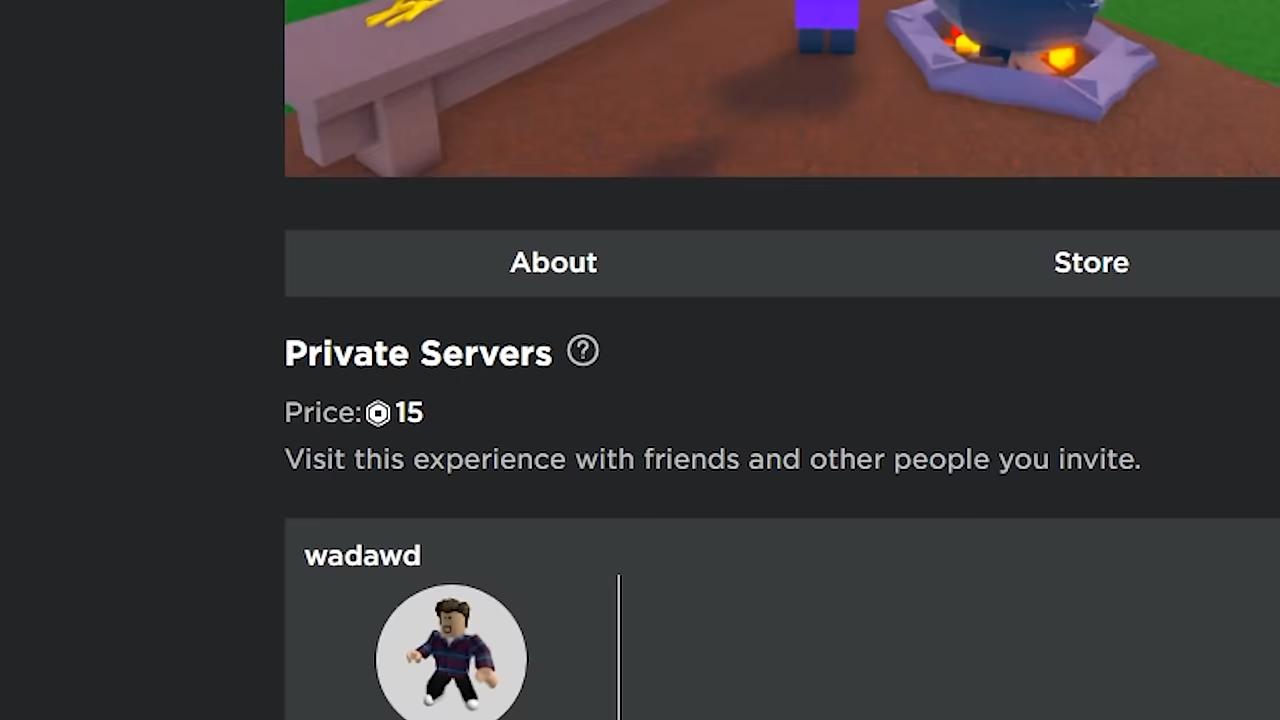 About
Store
Private Servers
Price: 15
Visit this experience with friends and other people you invite.
wadawd